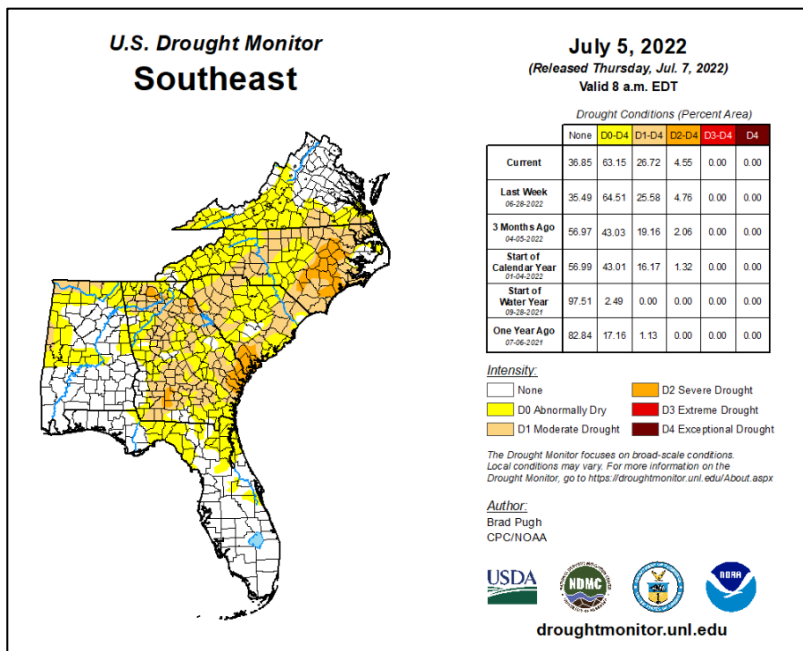 U.S. Drought Monitor
Southeast
July 5, 2022
(Released Thursday, Jul. 7, 2022)
Valid 8 a.m. EDT
Drought Conditions (Percent Area)
None D0-D4 D1-D4 D2-D4 D3-D4 D4
Current 36.85 63.15 26.72 4.55 0.00 0.00
Last Week 35.49 64.51 25.58 4.76 0.00 0.00
06-28-2022
3 Months Ago 56.97 43.03 19.16 2.06 0.00 0.00
04-05-2022
Start of
Calendar Year 56.99 43.01 16.17 1.32 0.00 0.00
01-04-2022
Start of
Water Year 97.51 2.49 0.00 0.00 0.00 0.00
09-28-2021
One Year Ago 82.84 17.16 1.13 0.00 0.00 0.00
07-06-2021
Intensity:
None
D0 Abnormally Dry
D1 Moderate Drought
D2 Severe Drought
D3 Extreme Drought
D4 Exceptional Drought
The Drought Monitor focuses on broad-scale conditions.
Local conditions may vary. For more information on the
Drought Monitor, go to https://droughtmonitor.unl.edu/About.aspx
Author:
Brad Pugh
CPC/NOAA
USDA
NDMC
NOAA
droughtmonitor.unl.edu